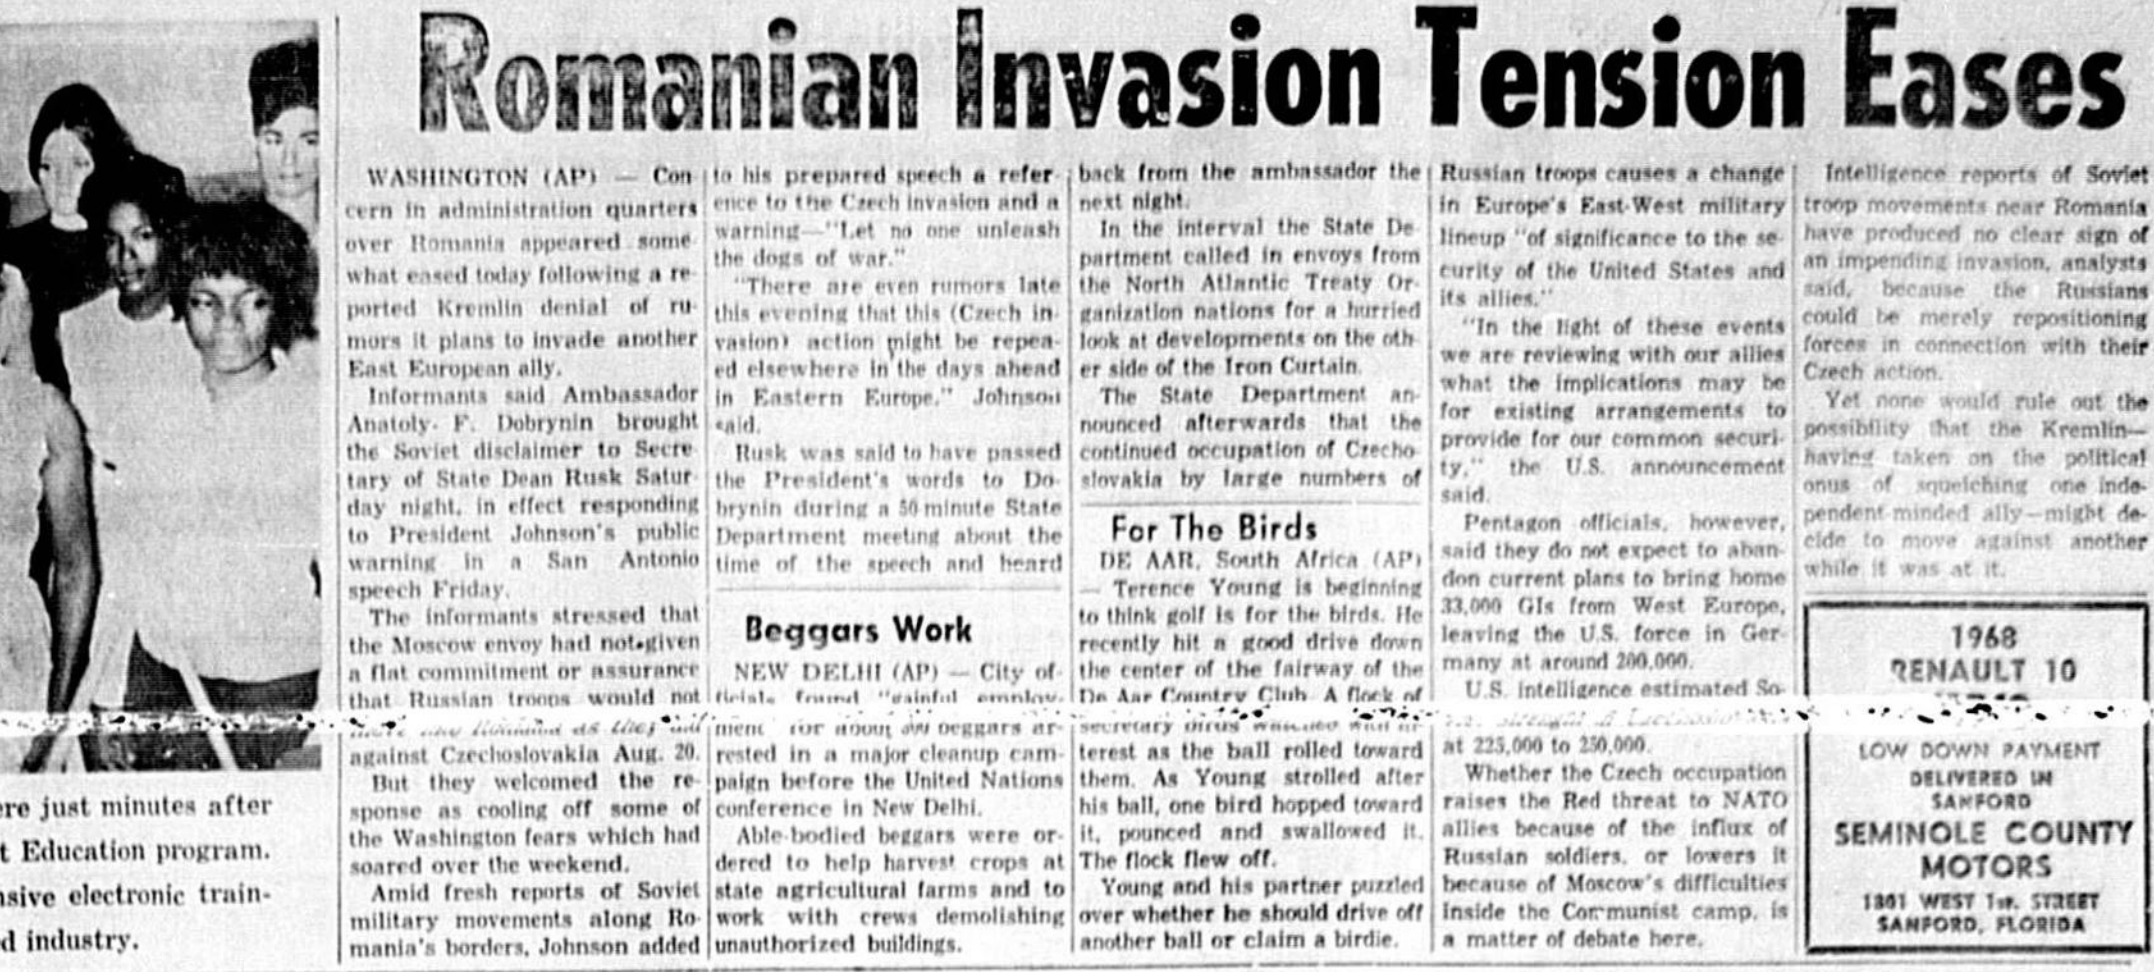 Romanian Invasion Tension Eases
WASHINGTON (AP) — Con
cern in administration quarters
over Romania appeared some-
what eased today following a re-
ported Kremlin denial of ru-
mors it plans to invade another
East European ally.
Informants said Ambassador
Anatoly. F. Dobrynin brought
the Soviet disclaimer to Secre-
tary of State Dean Rusk Satur-
day night, in effect responding
to President Johnson's public
warning in a San Antonio
speech Friday.
The informants stressed that
the Moscow envoy had not given
a flat commitment or assurance
that Russian troops would not
as they
against Czechoslovakia Aug. 20.
But they welcomed the re-
sponse as cooling off some of
the Washington fears which had
soared over the weekend.
Amid fresh reports of Soviet
military movements along Ro-
mania's borders, Johnson added
to his prepared speech a refer-
ence to the Czech invasion and a
warning—"Let no one unleash
the dogs of war."
"There are even rumors late
this evening that this (Czech in-
vasion) action might be repea-
ed elsewhere in the days ahead
in Eastern Europe," Johnson
said.
Rusk was said to have passed
the President's words to Do-
brynin during a 50-minute State
Department meeting about the
time of the speech and heard
Beggars Work
NEW DELHI (AP) — City of-
ficials found "gainful employ-
ment for about beggars ar-
rested in a major cleanup cam-
paign before the United Nations
conference in New Delhi.
Able-bodied beggars were or-
dered to help harvest crops at
state agricultural farms and to
work with crews demolishing
unauthorized buildings.
back from the ambassador the
next night.
In the interval the State De-
partment called in envoys from
the North Atlantic Treaty Or-
ganization nations for a hurried
look at developments on the oth-
er side of the Iron Curtain.
The State Department an-
nounced afterwards that the
continued occupation of Czecho-
slovakia by large numbers of
For The Birds
DE AAR, South Africa (AP)
— Terence Young is beginning
to think golf is for the birds. He
recently hit a good drive down
the center of the fairway of the
De Aar Country Club. A flock of
secretary birds watched with in-
terest as the ball rolled toward
them. As Young strolled after
his ball, one bird hopped toward
it, pounced and swallowed it.
The flock flew off.
Young and his partner puzzled
over whether he should drive off
another ball or claim a birdie.
Russian troops causes a change
in Europe's East-West military
lineup "of significance to the se-
curity of the United States and
its allies."
"In the light of these events
we are reviewing with our allies
what the implications may be
for existing arrangements to
provide for our common securi-
ty," the U.S. announcement
said.
Pentagon officials, however,
said they do not expect to aban-
don current plans to bring home
33,000 GIs from West Europe,
leaving the U.S. force in Ger-
many at around 200,000.
U.S. intelligence estimated So-
strength in
at 225,000 to 250,000.
Whether the Czech occupation
raises the Red threat to NATO
allies because of the influx of
Russian soldiers, or lowers it
because of Moscow's difficulties
inside the Communist camp, is
a matter of debate here.
Intelligence reports of Soviet
troop movements near Romania
have produced no clear sign of
an impending invasion, analysts
said, because the Russians
could be merely repositioning
forces in connection with their
Czech action.
Yet none would rule out the
possibility that the Kremlin—
having taken on the political
onus of squelching one inde-
pendent-minded ally—might de-
cide to move against another
while it was at it.
1968
RENAULT 10
LOW DOWN PAYMENT
DELIVERED IN
SANFORD
SEMINOLE COUNTY
MOTORS
1801 WEST 1ST. STREET
SANFORD, FLORIDA
ere just minutes after
t Education program.
nsive electronic train-
d industry.